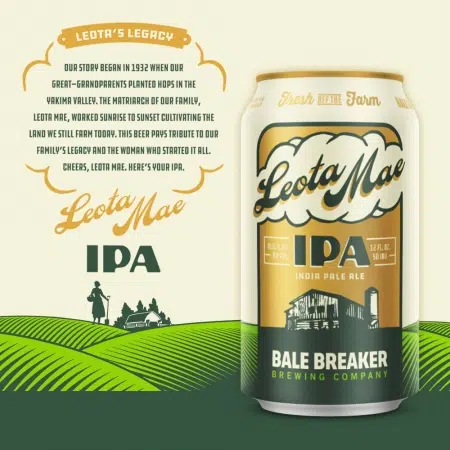 LEOTA'S LEGACY
OUR STORY BEGAN IN 1932 WHEN OUR
GREAT-GRANDPARENTS PLANTED HOPS IN THE
YAKIMA VALLEY. THE MATRIARCH OF OUR FAMILY,
LEOTA MAE, WORKED SUNRISE TO SUNSET CULTIVATING THE
LAND WE STILL FARM TODAY. THIS BEER PAYS TRIBUTE TO OUR
FAMILY'S LEGACY AND THE WOMAN WHO STARTED IT ALL.
CHEERS, LEOTA MAE. HERE'S YOUR IPA.
Leota
Mae
IPA
Fresh OFF THE Farm
Leota Mae
IPA
12 FL. OZ.
INDIA PALE ALE
BALE BREAKER
BREWING COMPANY